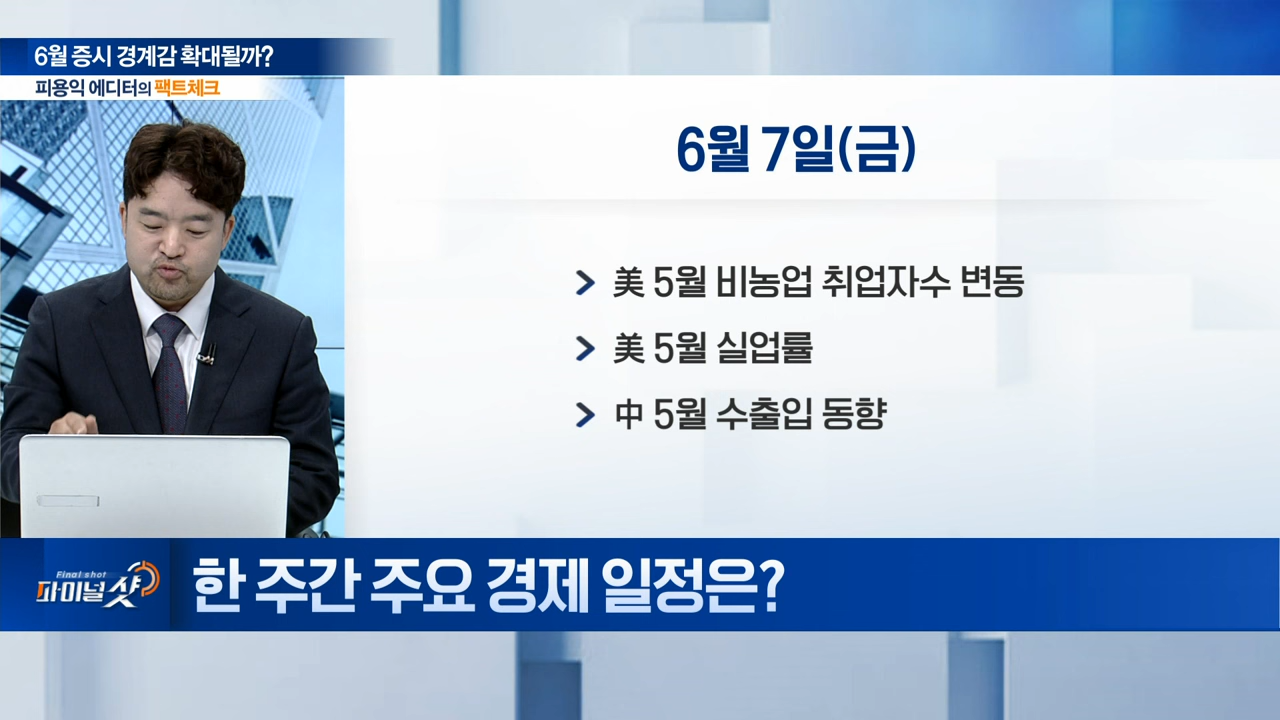 6월 증시 경계감 확대될까?
피용익 에디터의 팩트체크
6월 7일(금)
> 美 5월 비농업 취업자수 변동
> 美 5월 실업률
> 中 5월 수출입 동향
Final shot
파이널샷
한 주간 주요 경제 일정은?